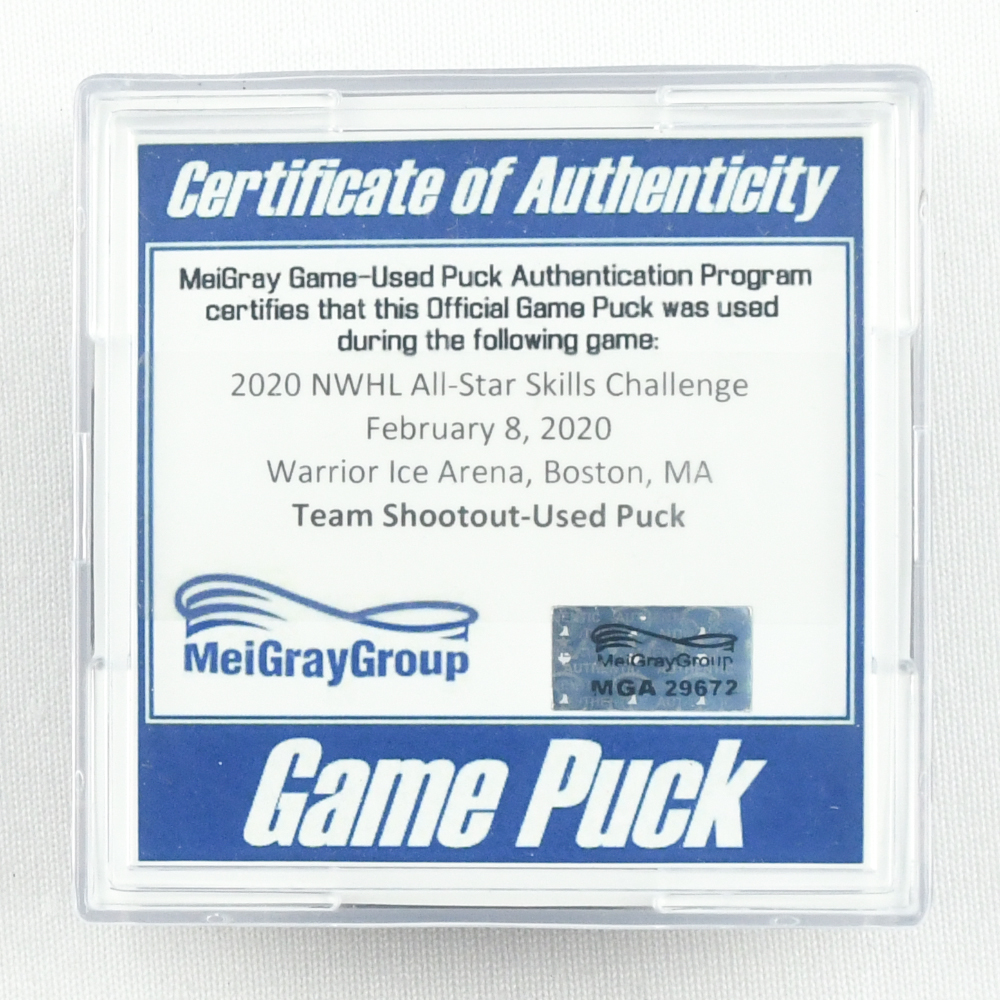 Certificate of Authenticity
MeiGray Game-Used Puck Authentication Program
certifies that this Official Game Puck was used
during the following game:
2020 NWHL All-Star Skills Challenge
February 8, 2020
Warrior Ice Arena, Boston, MA
Team Shootout-Used Puck
MeiGrayGroup
MeiGrayGroup
MGA 29672
Game Puck